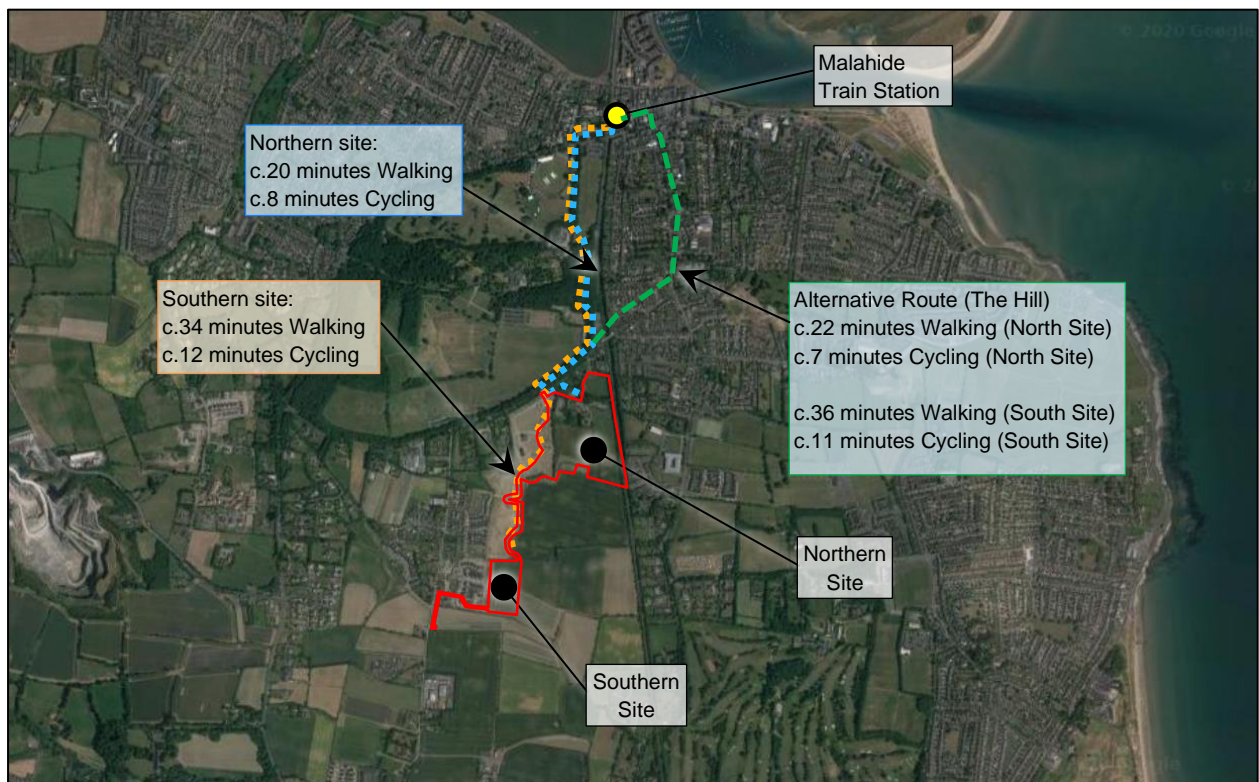 © 2020 Google
Malahide
Train Station
Northern site:
c.20 minutes Walking
c.8 minutes Cycling
Southern site:
c.34 minutes Walking
c.12 minutes Cycling
Alternative Route (The Hill)
c.22 minutes Walking (North Site)
c.7 minutes Cycling (North Site)
c.36 minutes Walking (South Site)
c.11 minutes Cycling (South Site)
Northern
Site
Southern
Site